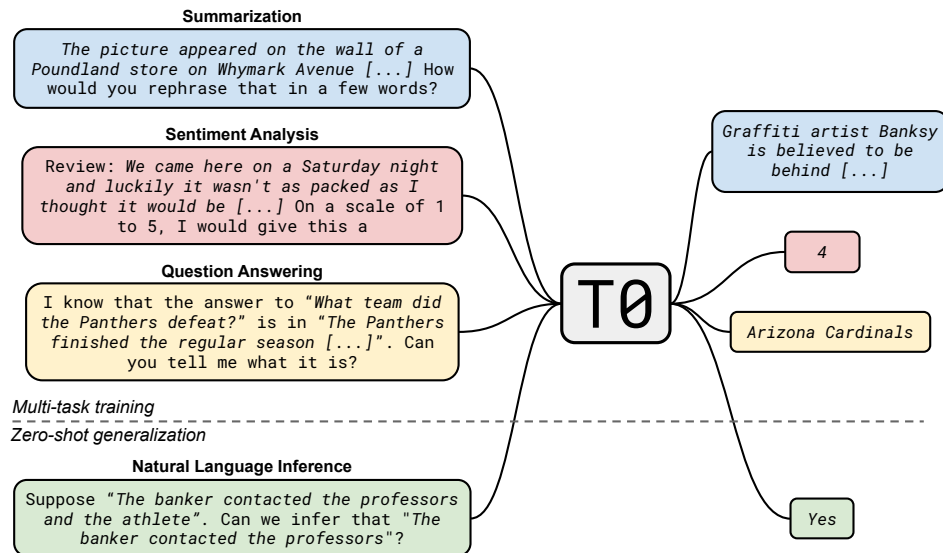 Summarization
The picture appeared on the wall of a
Poundland store on Whymark Avenue [...] How
would you rephrase that in a few words?
Sentiment Analysis
Review: We came here on a Saturday night
and luckily it wasn't as packed as I
thought it would be [...] On a scale of 1
to 5, I would give this a
Question Answering
I know that the answer to “What team did
the Panthers defeat?” is in “The Panthers
finished the regular season [...]”. Can
you tell me what it is?
Multi-task training
Zero-shot generalization
Natural Language Inference
Suppose “The banker contacted the professors
and the athlete”. Can we infer that "The
banker contacted the professors"?
T0
Graffiti artist Banksy
is believed to be
behind [...]
4
Arizona Cardinals
Yes